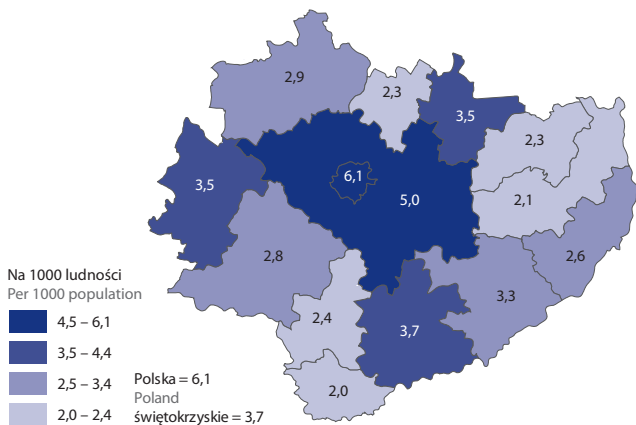 2,9
2,3
3,5
2,3
6,1
3,5
5,0
2,1
2,8
2,6
3,3
2,4
3,7
2,0
Na 1000 ludności
Per 1000 population
4,5 – 6,1
3,5 – 4,4
2,5 – 3,4
2,0 – 2,4
Polska = 6,1
Poland
świętokrzyskie = 3,7